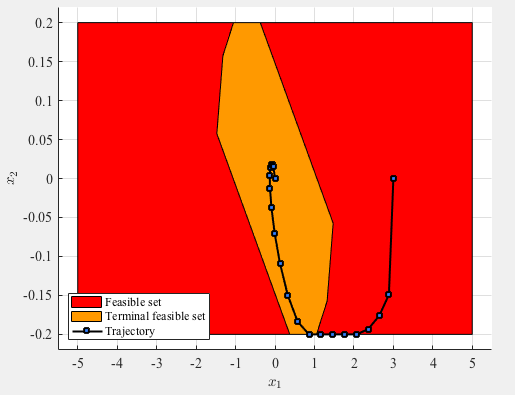 0.2
0.15
0.1
0.05
0
-0.05
-0.1
-0.15
-0.2
x2
Feasible set
Terminal feasible set
Trajectory
-5 -4 -3 -2 -1 0 1 2 3 4 5
x1